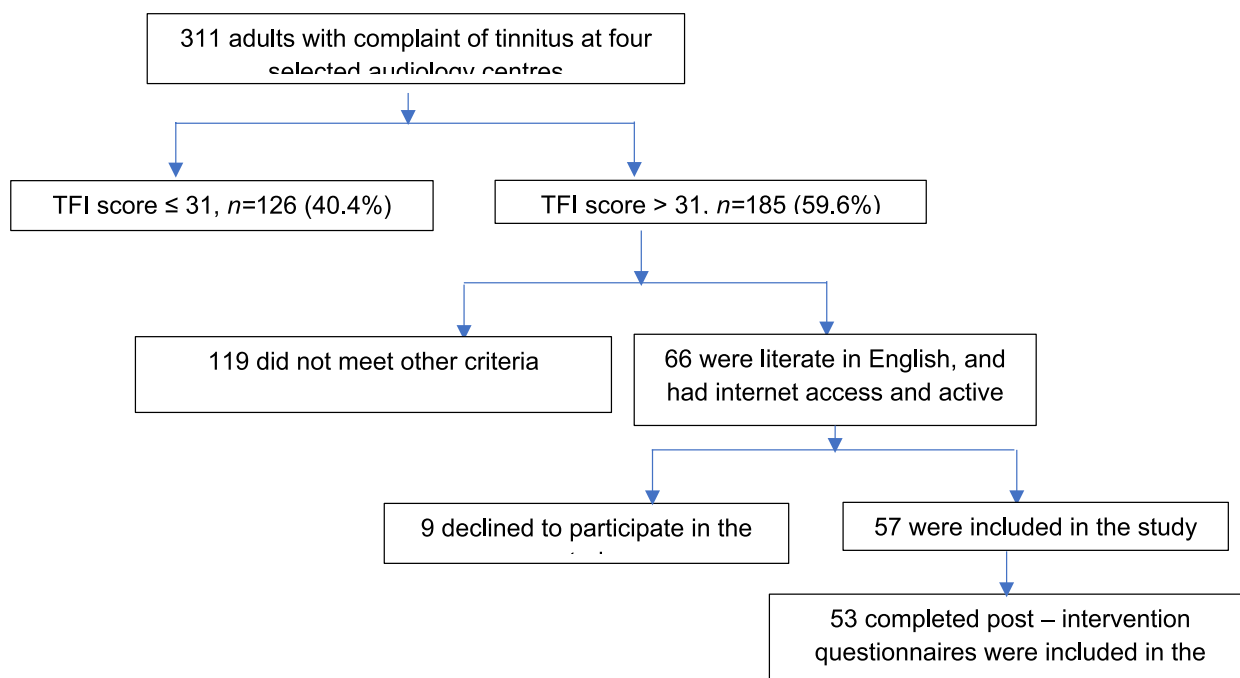 311 adults with complaint of tinnitus at four
selected audiology centres
TFI score ≤ 31, n=126 (40.4%)
TFI score > 31, n=185 (59.6%)
119 did not meet other criteria
66 were literate in English, and
had internet access and active
9 declined to participate in the
57 were included in the study
53 completed post – intervention
questionnaires were included in the